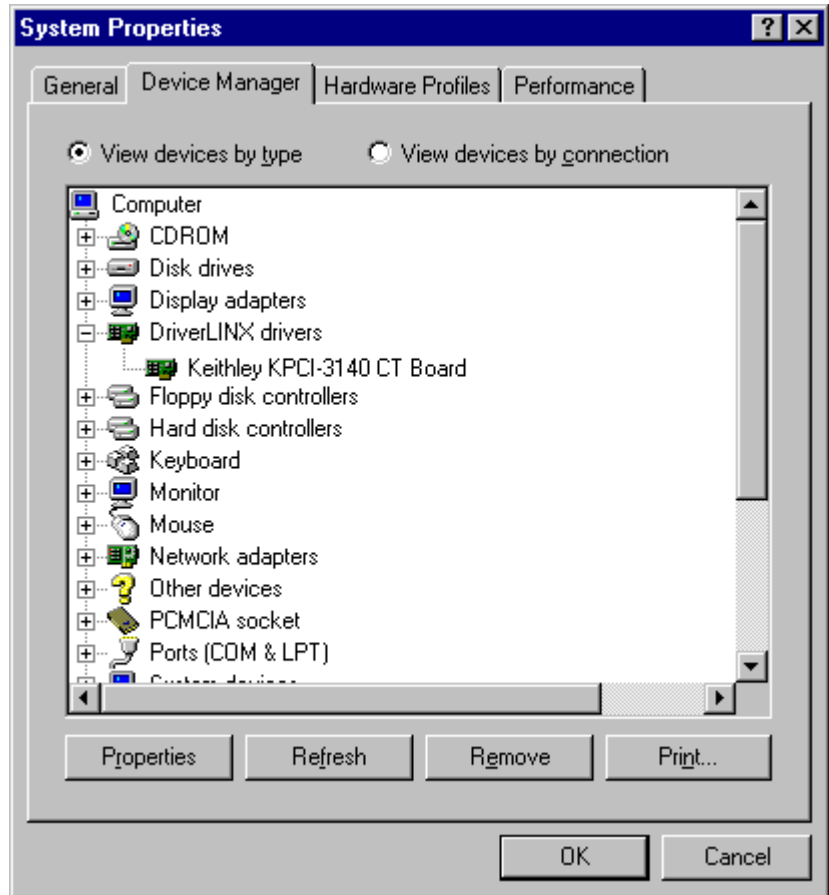 System Properties
General Device Manager Hardware Profiles Performance
View devices by type View devices by connection
Computer
CDROM
Disk drives
Display adapters
DriverLINX drivers
Keithley KPCI-3140 CT Board
Floppy disk controllers
Hard disk controllers
Keyboard
Monitor
Mouse
Network adapters
Other devices
PCMCIA socket
Ports (COM & LPT)
System devices
Properties Refresh Remove Print...
OK Cancel